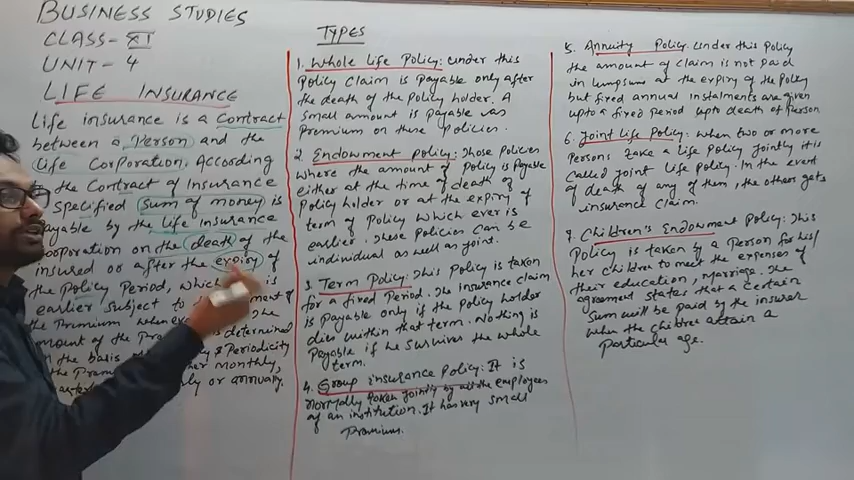 BUSINESS STUDIES
CLASS- XI
UNIT- 4
LIFE INSURANCE
Life insurance is a Contract
between a Person and the
Life Corporation. According
the Contract of Insurance
specified Sum of money is
payable by the Life Insurance
corporation on the death of the
insured or after the expiry of
the Policy Period, which is
earlier subject to of
the Premium when The
mount of the Prem is determined
n the basis & Periodicity
the Prem her monthly,
ly or annually.
TYPES
1. Whole Life Policy: Under this
Policy Claim is Payable only after
the death of the Policy holder. A
small amount is payable as
Premium on these Policies.
2. Endowment Policy: Those Policies
where the amount of Policy is Payable
either at the time of death of
Policy holder or at the expiry of
term of Policy which ever is
earlier. These Policies can be
individual as well as joint.
3. Term Policy: This Policy is taken
for a fixed Period. The insurance claim
is Payable only if the Policy holder
dies within that term. Nothing is
Payable if he survives the whole
term.
4. Group insurance Policy: It is
normally taken jointly by all the employees
of an institution. It has very small
Premium.
5. Annuity Policy: Under this Policy
the amount of claim is not paid
in lumpsum at the expiry of the Policy
but fixed annual instalments are given
upto a fixed period upto death of Person
6. Joint Life Policy: When two or more
Persons take a Life Policy jointly it is
called joint Life Policy. In the event
of death of any of them, the others gets
insurance claim.
7. Children's Endowment Policy: This
Policy is taken by a Person for his/
her children to meet the expenses of
their education, marriage. The
agreement states, that a certain
Sum will be paid by the insurer
when the children attain a
Particular age.